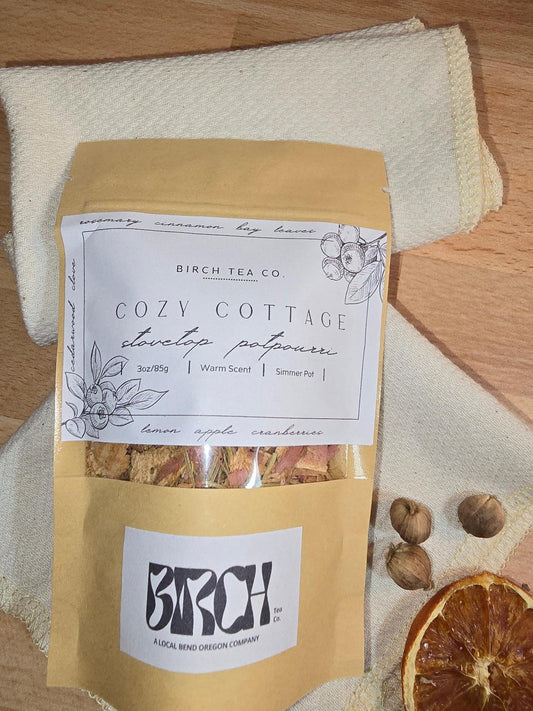 rosemary cinnamon bay leaves
cedarwood clove
BIRCH TEA CO.
COZY COTTAGE
stovetop potpourri
3oz/85g | Warm Scent | Simmer Pot |
lemon apple cranberries
BIRCH Tea Co.
A LOCAL BEND OREGON COMPANY